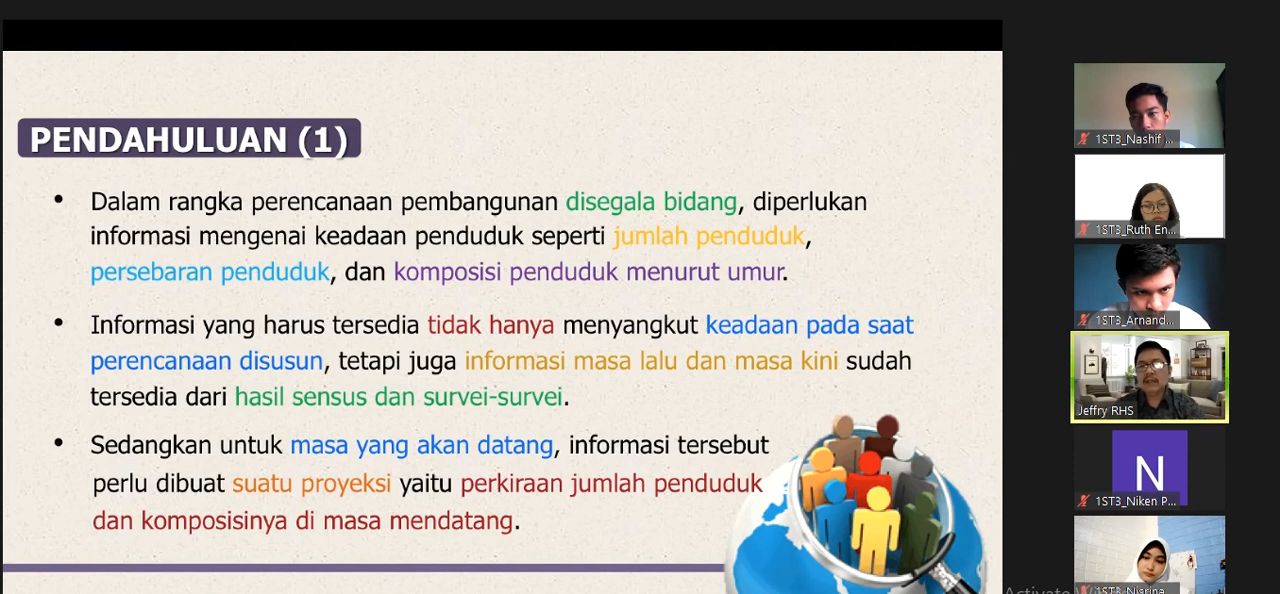 PENDAHULUAN (1)
• Dalam rangka perencanaan pembangunan disegala bidang, diperlukan
informasi mengenai keadaan penduduk seperti jumlah penduduk,
persebaran penduduk, dan komposisi penduduk menurut umur.
• Informasi yang harus tersedia tidak hanya menyangkut keadaan pada saat
perencanaan disusun, tetapi juga informasi masa lalu dan masa kini sudah
tersedia dari hasil sensus dan survei-survei.
• Sedangkan untuk masa yang akan datang, informasi tersebut
perlu dibuat suatu proyeksi yaitu perkiraan jumlah penduduk
dan komposisinya di masa mendatang.
1ST3_Nashif ...
1ST3_Ruth En...
1ST3_Arnand...
Jeffry RHS
N
1ST3_Niken P...
1ST3_Nisrina
Activate